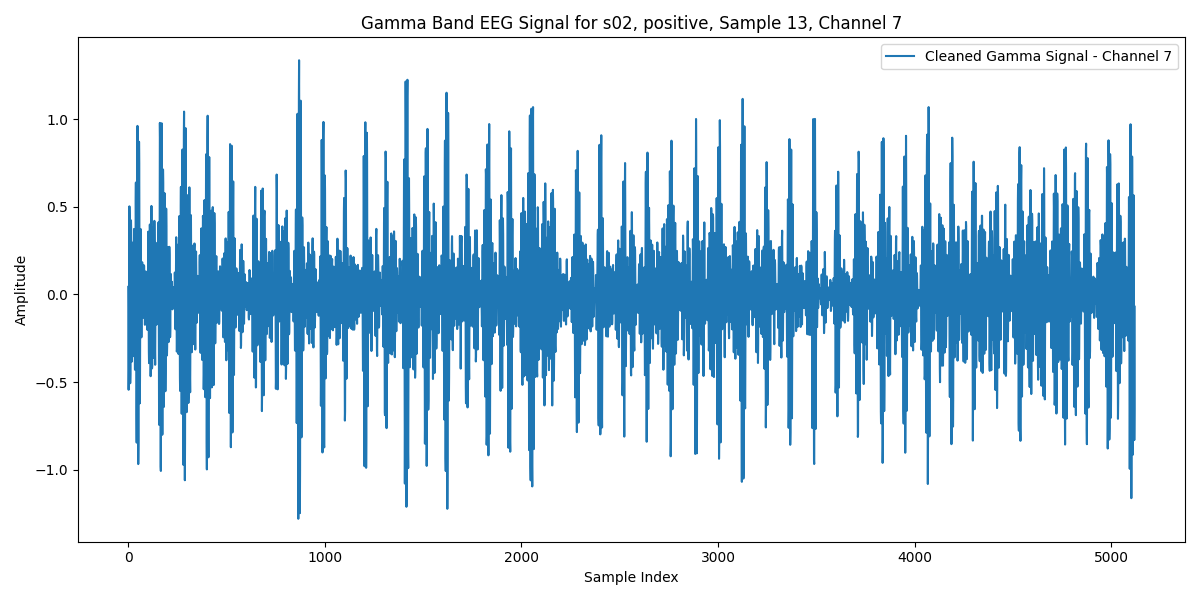 Gamma Band EEG Signal for s02, positive, Sample 13, Channel 7
Cleaned Gamma Signal - Channel 7
Amplitude
1.0
0.5
0.0
−0.5
−1.0
0 1000 2000 3000 4000 5000
Sample Index